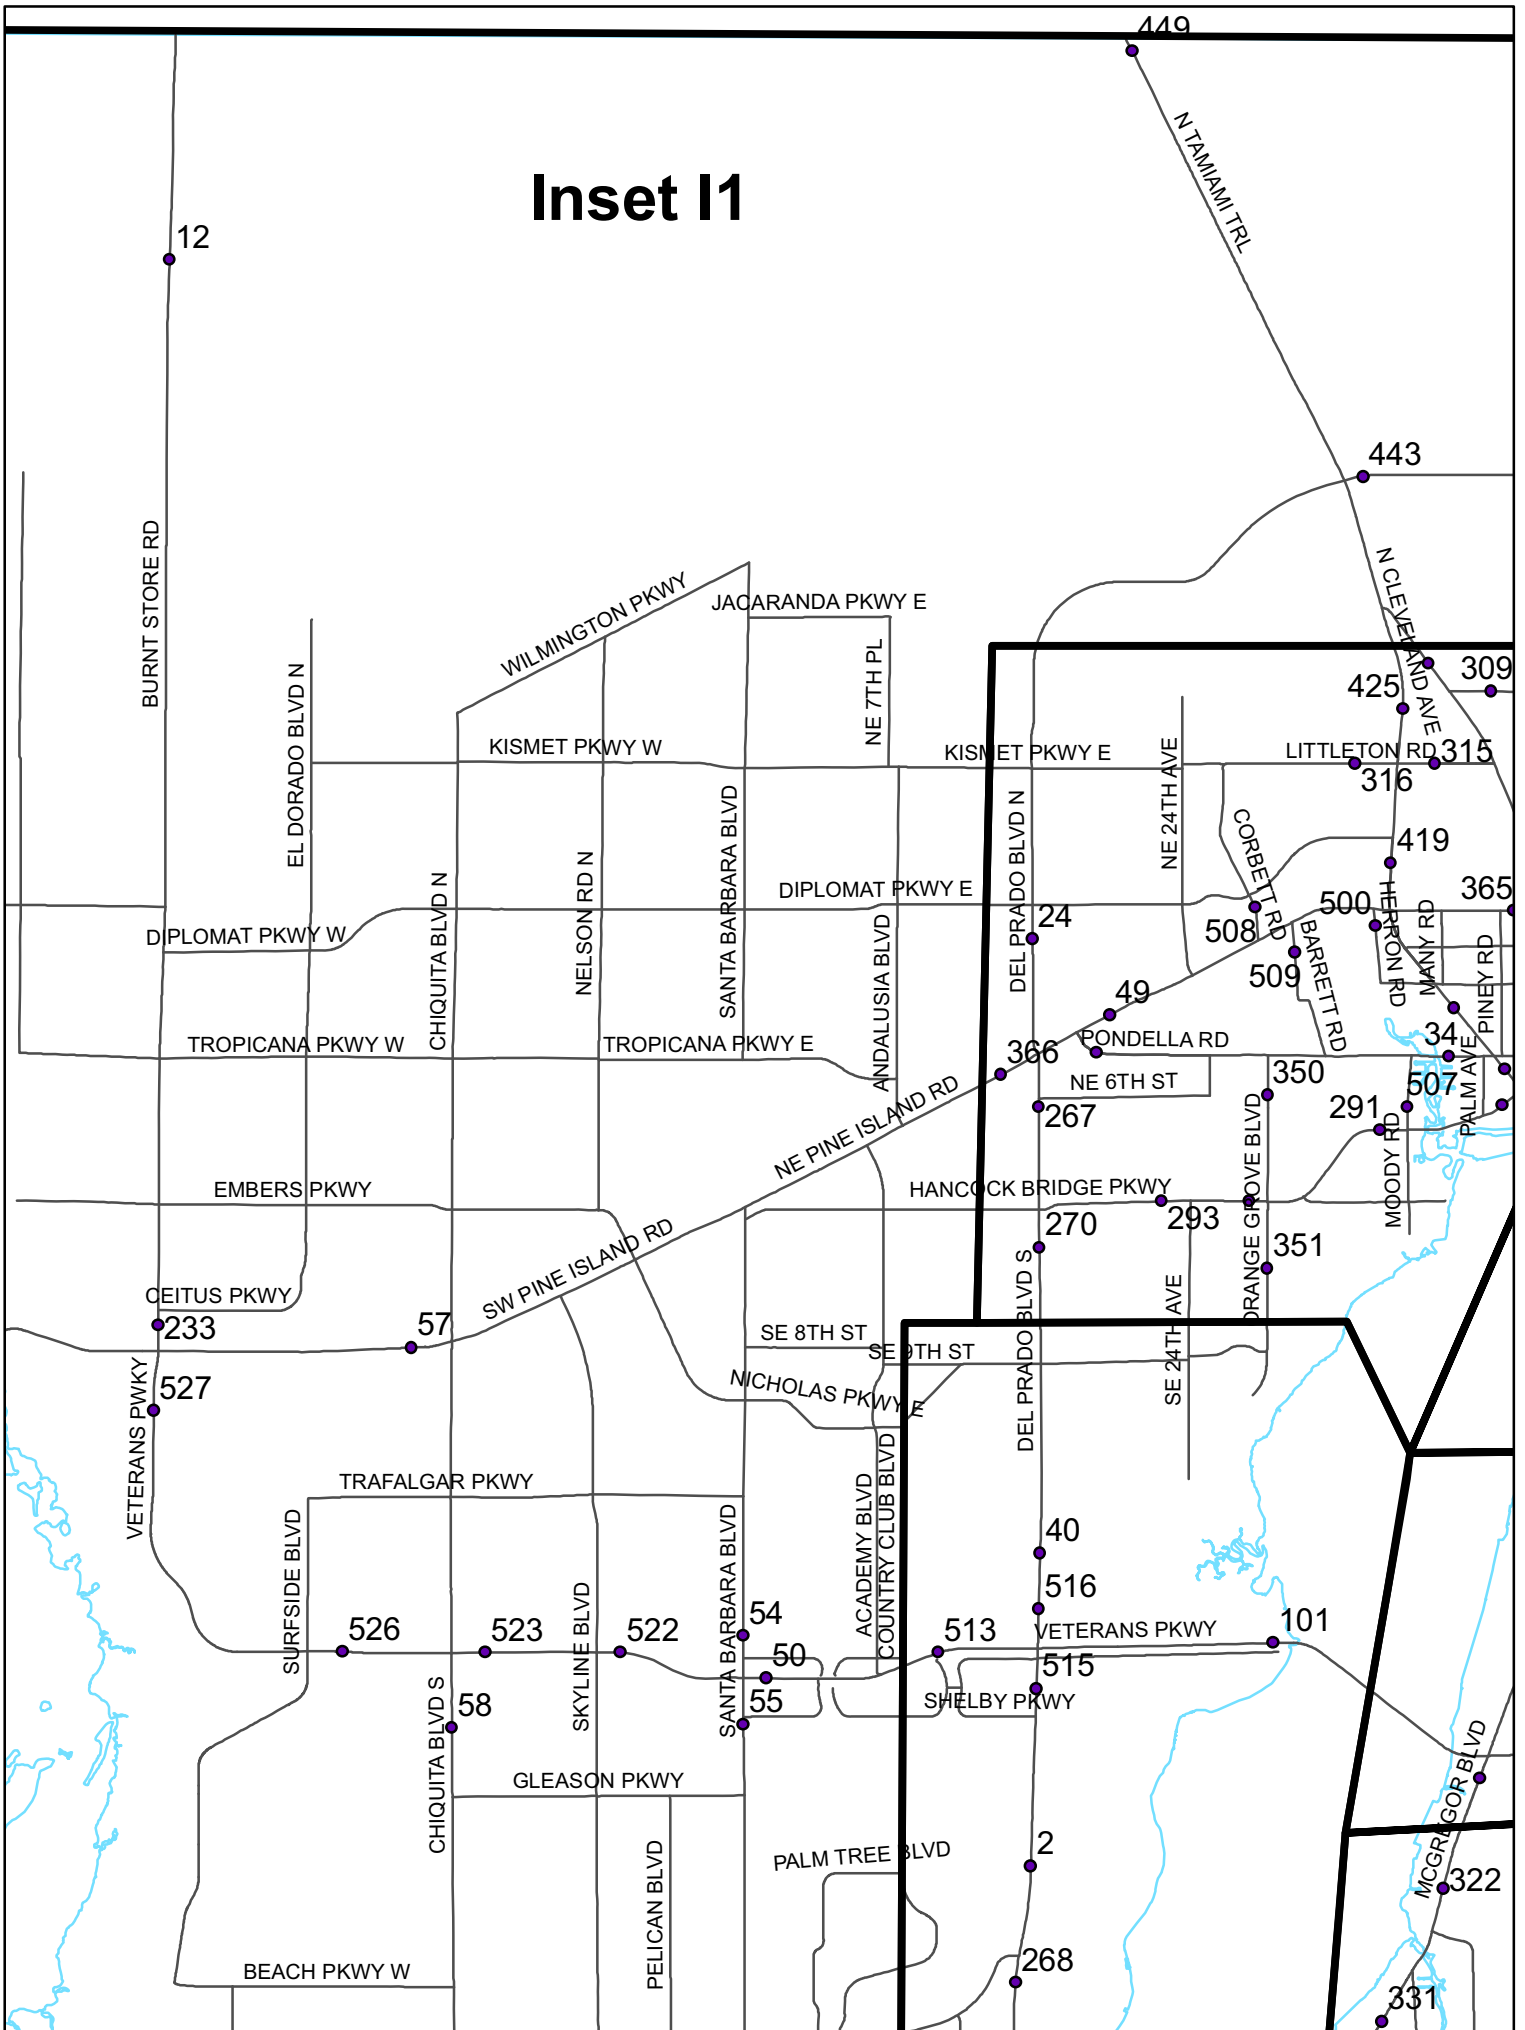 449
N TAMIAMI TRL
Inset I1
12
443
BURNT STORE RD
N CLEVELAND AVE
WILMINGTON PKWY
JACARANDA PKWY E
NE 7TH PL
309
EL DORADO BLVD N
425
KISMET PKWY W
KISMET PKWY E
NE 24TH AVE
LITTLETON RD
315
316
SANTA BARBARA BLVD
DEL PRADO BLVD N
CORBETT RD
419
CHIQUITA BLVD N
NELSON RD N
DIPLOMAT PKWY E
HERRON RD
365
500
24
508
MANY RD
DIPLOMAT PKWY W
ANDALUSIA BLVD
BARRETT RD
PINEY RD
509
49
TROPICANA PKWY W
TROPICANA PKWY E
PONDELLA RD
34
366
NE 6TH ST
350
507
PALM AVE
267
291
NE PINE ISLAND RD
ORANGE GROVE BLVD
MOODY RD
EMBERS PKWY
HANCOCK BRIDGE PKWY
293
270
351
SW PINE ISLAND RD
CEITUS PKWY
233
57
SE 8TH ST
SE 9TH ST
DEL PRADO BLVD S
SE 24TH AVE
527
VETERANS PWKY
NICHOLAS PKWY E
TRAFALGAR PKWY
ACADEMY BLVD
COUNTRY CLUB BLVD
SURFSIDE BLVD
SANTA BARBARA BLVD
40
SKYLINE BLVD
516
54
VETERANS PKWY
101
526
523
522
513
50
515
SHELBY PKWY
58
55
CHIQUITA BLVD S
GLEASON PKWY
MCGREGOR BLVD
2
PALM TREE BLVD
PELICAN BLVD
322
BEACH PKWY W
268
331